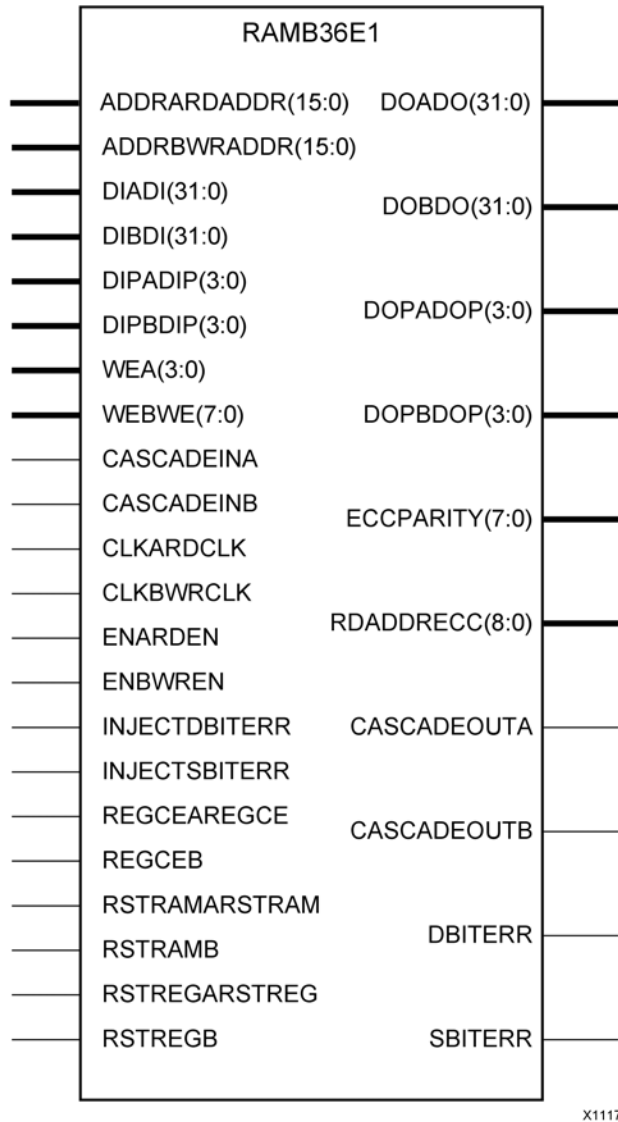 RAMB36E1
ADDRARDADDR(15:0) DOADO(31:0)
ADDRBWRADDR(15:0)
DIADI(31:0)
DOBDO(31:0)
DIBDI(31:0)
DIPADIP(3:0)
DOPADOP(3:0)
DIPBDIP(3:0)
WEA(3:0)
WEBWE(7:0) DOPBDOP(3:0)
CASCADEINA
CASCADEINB
ECCPARITY(7:0)
CLKARDCLK
CLKBWRCLK
RDADDRECC(8:0)
ENARDEN
ENBWREN
INJECTDBITERR CASCADEOUTA
INJECTSBITERR
REGCEAREGCE
CASCADEOUTB
REGCEB
RSTRAMARSTRAM
DBITERR
RSTRAMB
RSTREGARSTREG
RSTREGB SBITERR
X1117